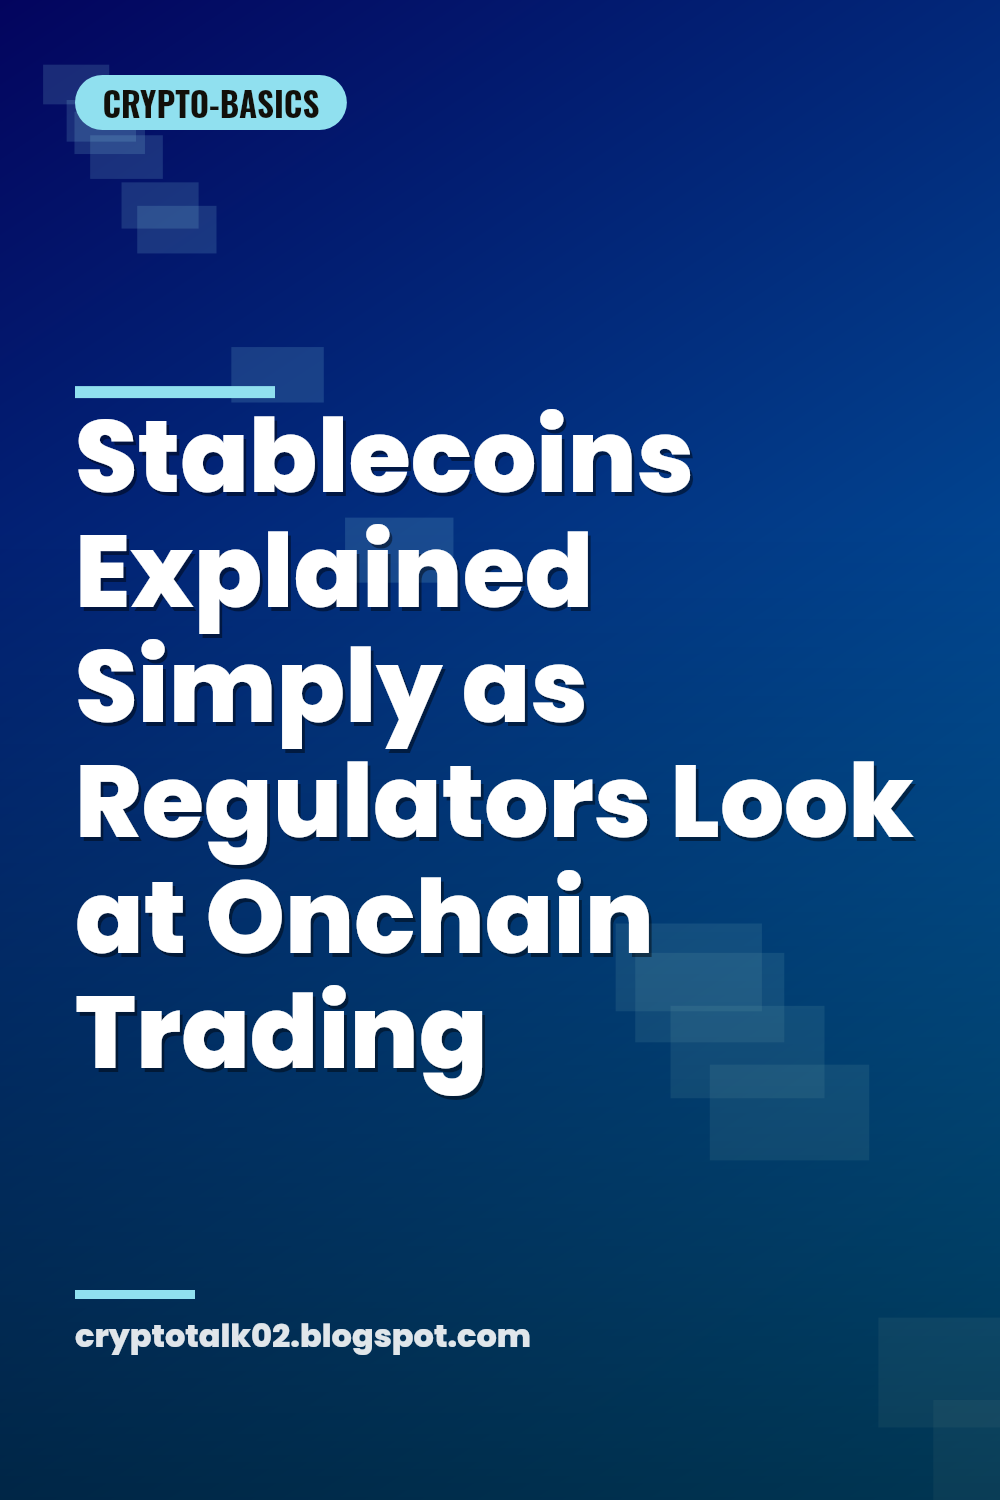 CRYPTO-BASICS
Stablecoins
Explained
Simply as
Regulators Look
at Onchain
Trading
cryptotalk02.blogspot.com